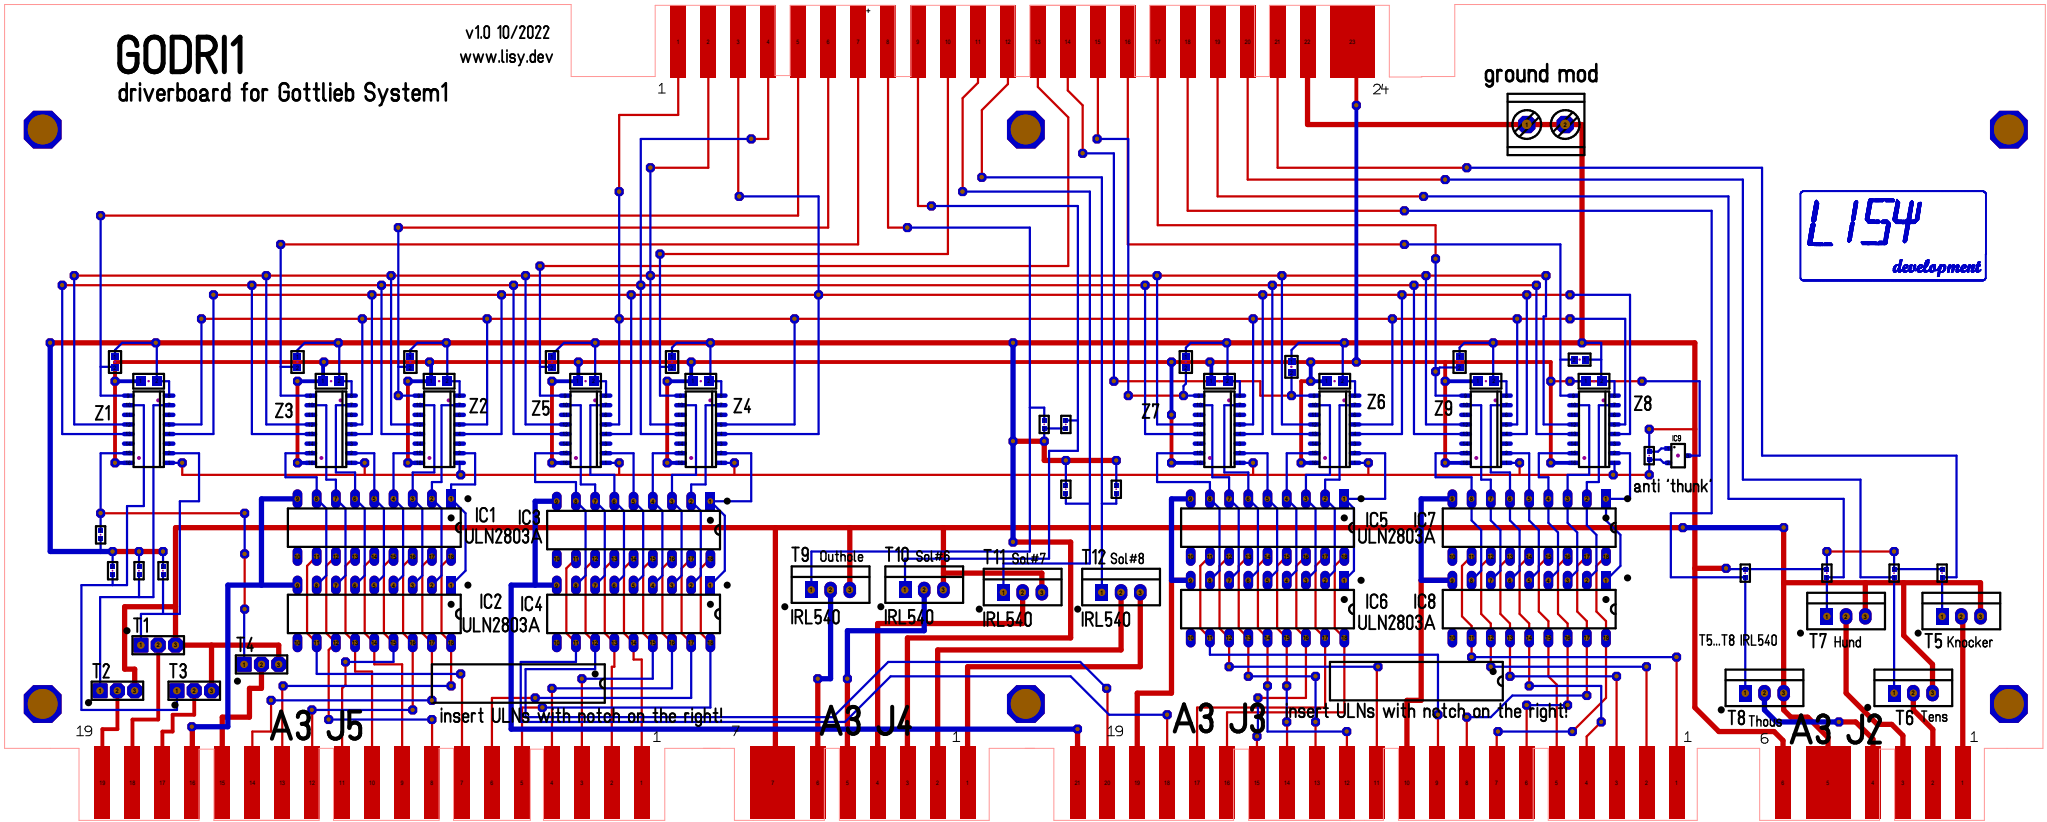 GODRI1
driverboard for Gottlieb System1
v1.0 10/2022
www.lisy.dev
1
24
ground mod
LISY
development
Z1
Z3
Z2
Z5
Z4
Z7
Z6
Z9
Z8
IC9
anti 'thunk'
IC1
ULN2803A
IC3
IC5
ULN2803A
IC7
IC2
ULN2803A
IC4
IC6
ULN2803A
IC8
T9 Outhole
IRL540
T10 Sol#6
IRL540
T11 Sol#7
IRL540
T12 Sol#8
IRL540
T1
T4
T2
T3
T5...T8 IRL540
T7 Hund
T5 Knocker
T8 Thous
T6 Tens
insert ULNs with notch on the right!
insert ULNs with notch on the right!
19
A3 J5
1
7
A3 J4
1
19
A3 J3
1
6
A3 J2
1